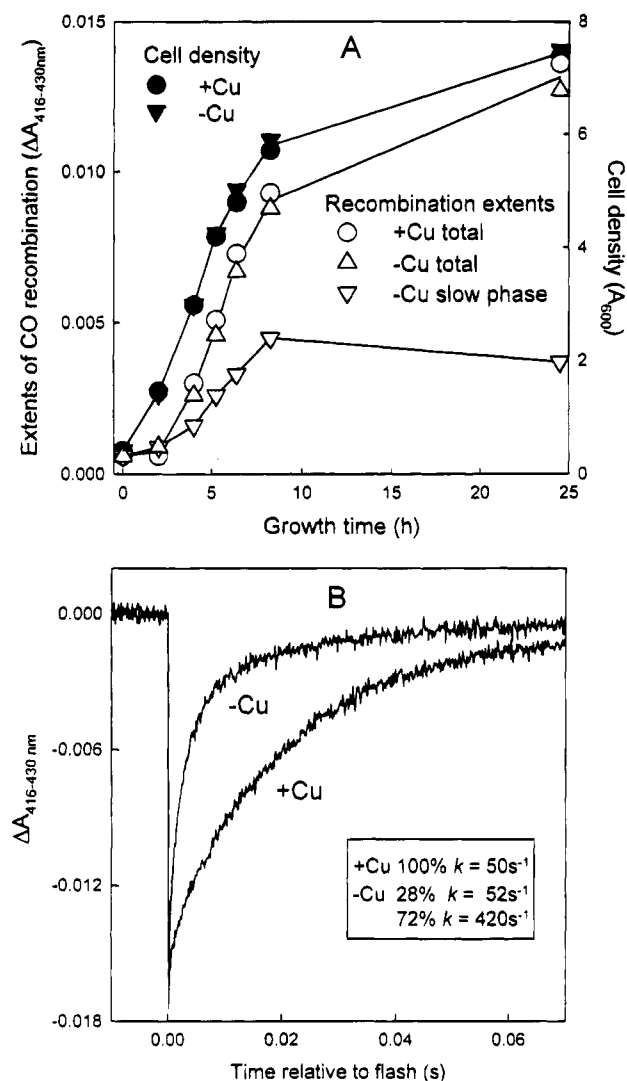 A
Cell density
+Cu
-Cu
Recombination extents
+Cu total
-Cu total
-Cu slow phase
Extents of CO recombination (ΔA416-430nm)
0.015
0.010
0.005
0.000
8
6
4
2
0
Cell density (A600)
0 5 10 15 20 25
Growth time (h)
B
-Cu
+Cu
+Cu 100% k = 50s-1
-Cu 28% k = 52s-1
72% k = 420s-1
ΔA416-430 nm
0.000
-0.006
-0.012
-0.018
0.00 0.02 0.04 0.06
Time relative to flash (s)